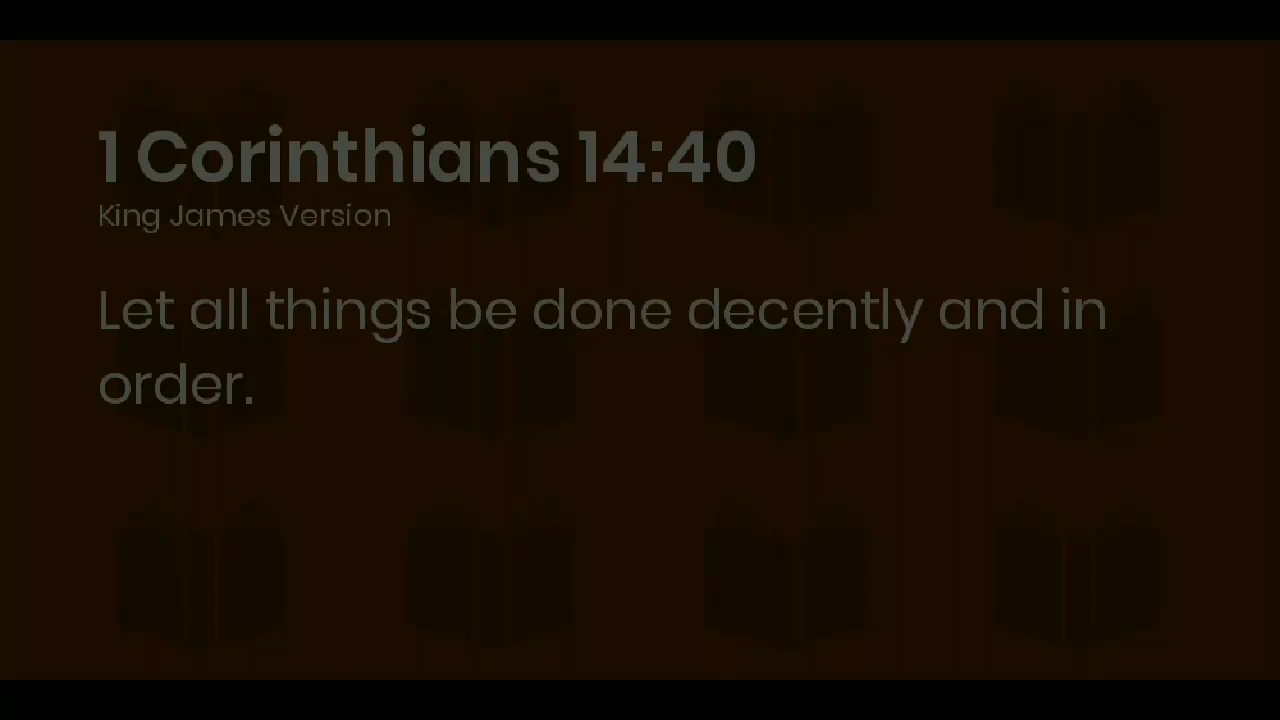 1 Corinthians 14:40
King James Version
Let all things be done decently and in
order.